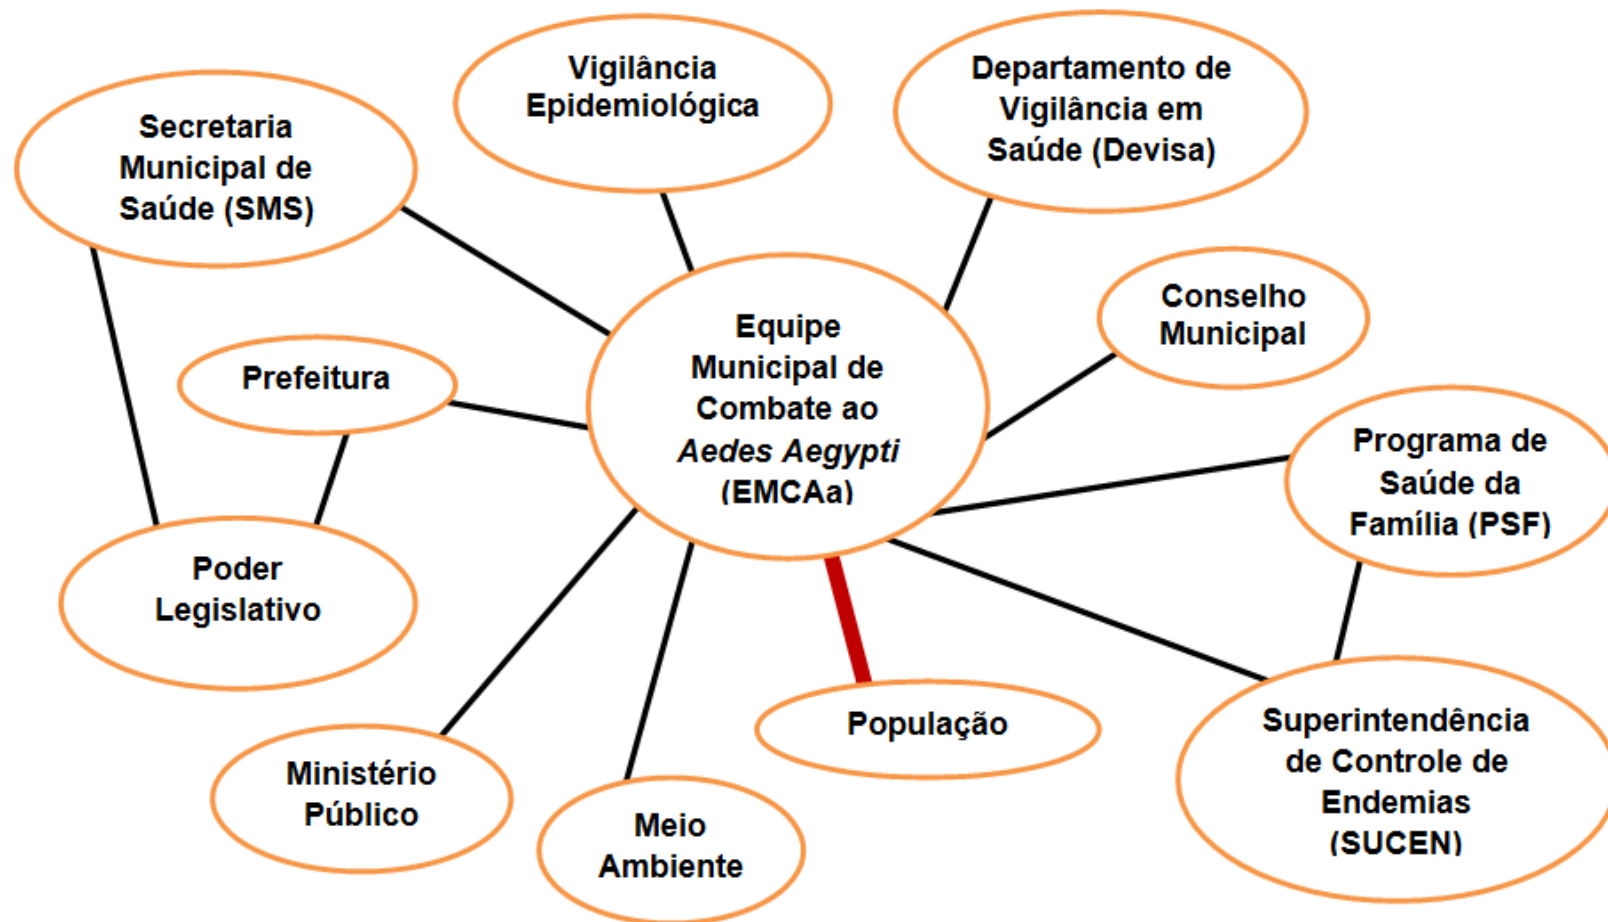 Vigilância
Epidemiológica
Departamento de
Vigilância em
Saúde (Devisa)
Secretaria
Municipal de
Saúde (SMS)
Conselho
Municipal
Equipe
Municipal de
Combate ao
Aedes Aegypti
(EMCAa)
Prefeitura
Programa de
Saúde da
Família (PSF)
Poder
Legislativo
População
Superintendência
de Controle de
Endemias
(SUCEN)
Ministério
Público
Meio
Ambiente